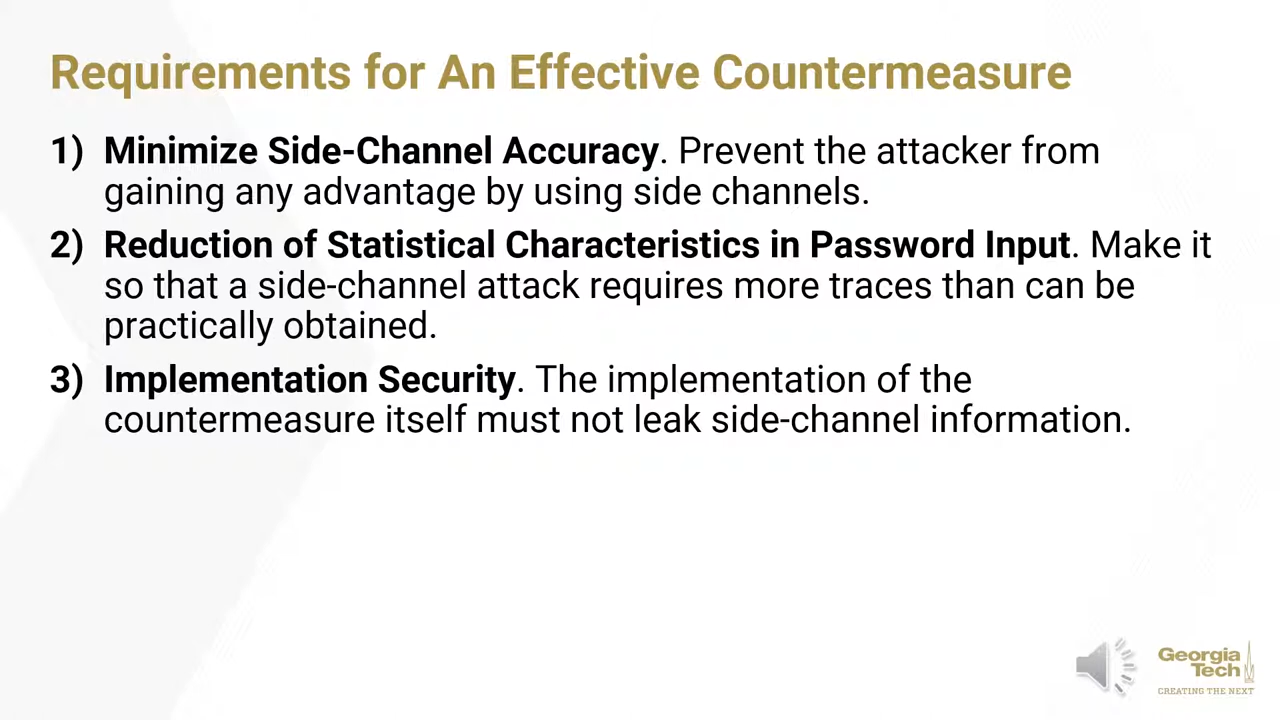 Requirements for An Effective Countermeasure
1) Minimize Side-Channel Accuracy. Prevent the attacker from
gaining any advantage by using side channels.
2) Reduction of Statistical Characteristics in Password Input. Make it
so that a side-channel attack requires more traces than can be
practically obtained.
3) Implementation Security. The implementation of the
countermeasure itself must not leak side-channel information.
Georgia
Tech
CREATING THE NEXT